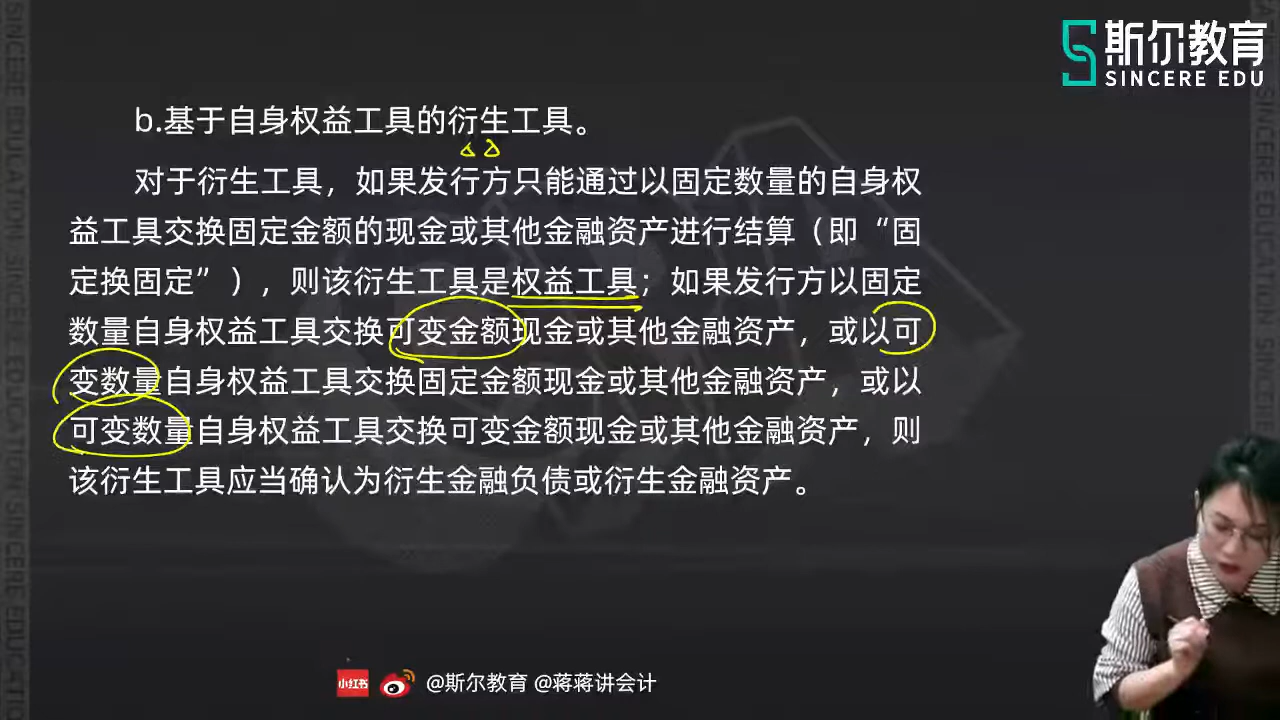 斯尔教育
SINCERE EDU
b.基于自身权益工具的衍生工具。
对于衍生工具，如果发行方只能通过以固定数量的自身权
益工具交换固定金额的现金或其他金融资产进行结算（即“固
定换固定”），则该衍生工具是权益工具；如果发行方以固定
数量自身权益工具交换可变金额现金或其他金融资产，或以可
变数量自身权益工具交换固定金额现金或其他金融资产，或以
可变数量自身权益工具交换可变金额现金或其他金融资产，则
该衍生工具应当确认为衍生金融负债或衍生金融资产。
小红书 @斯尔教育 @蒋蒋讲会计
SINCERE EDUCATION